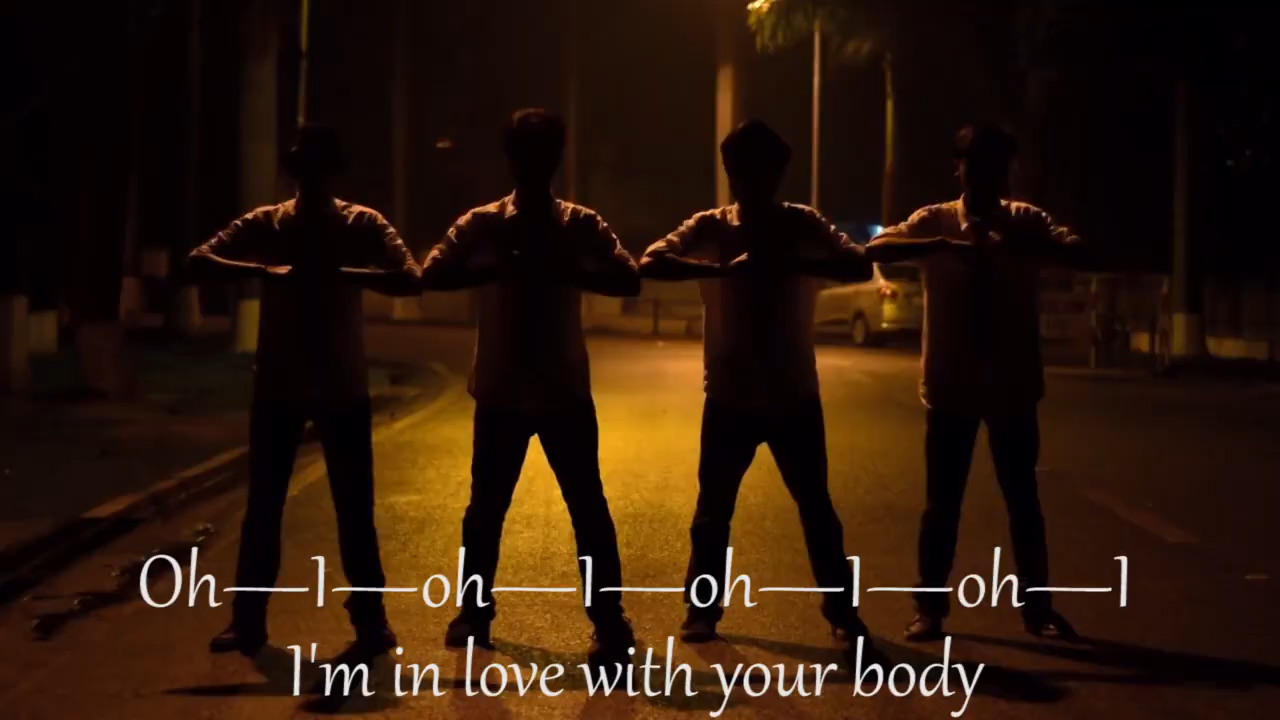 Oh—I—oh—I—oh—I—oh—I
I'm in love with your body